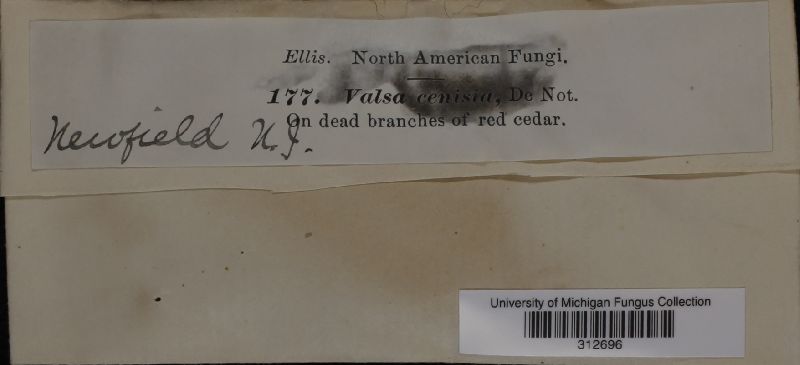 Ellis. North American Fungi.
177. Valsa cenisia, De Not.
On dead branches of red cedar.
Newfield N.J.
University of Michigan Fungus Collection
312696